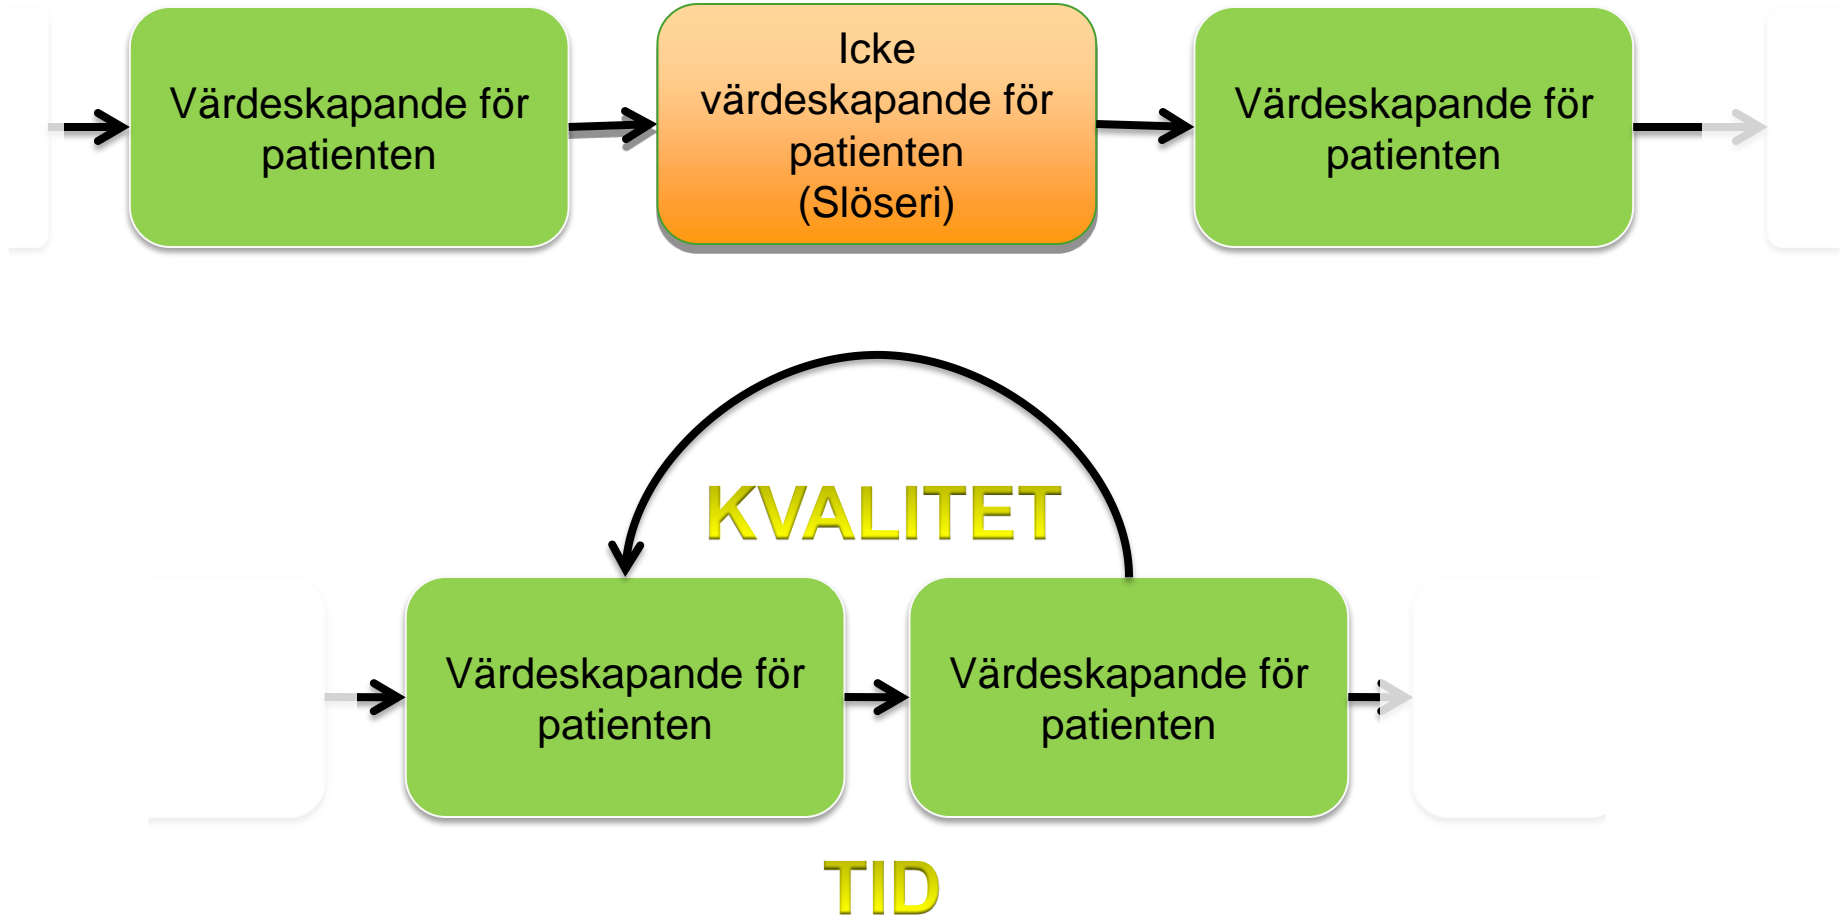 Värdeskapande för
patienten
Icke
värdeskapande för
patienten
(Slöseri)
Värdeskapande för
patienten
KVALITET
Värdeskapande för
patienten
Värdeskapande för
patienten
TID